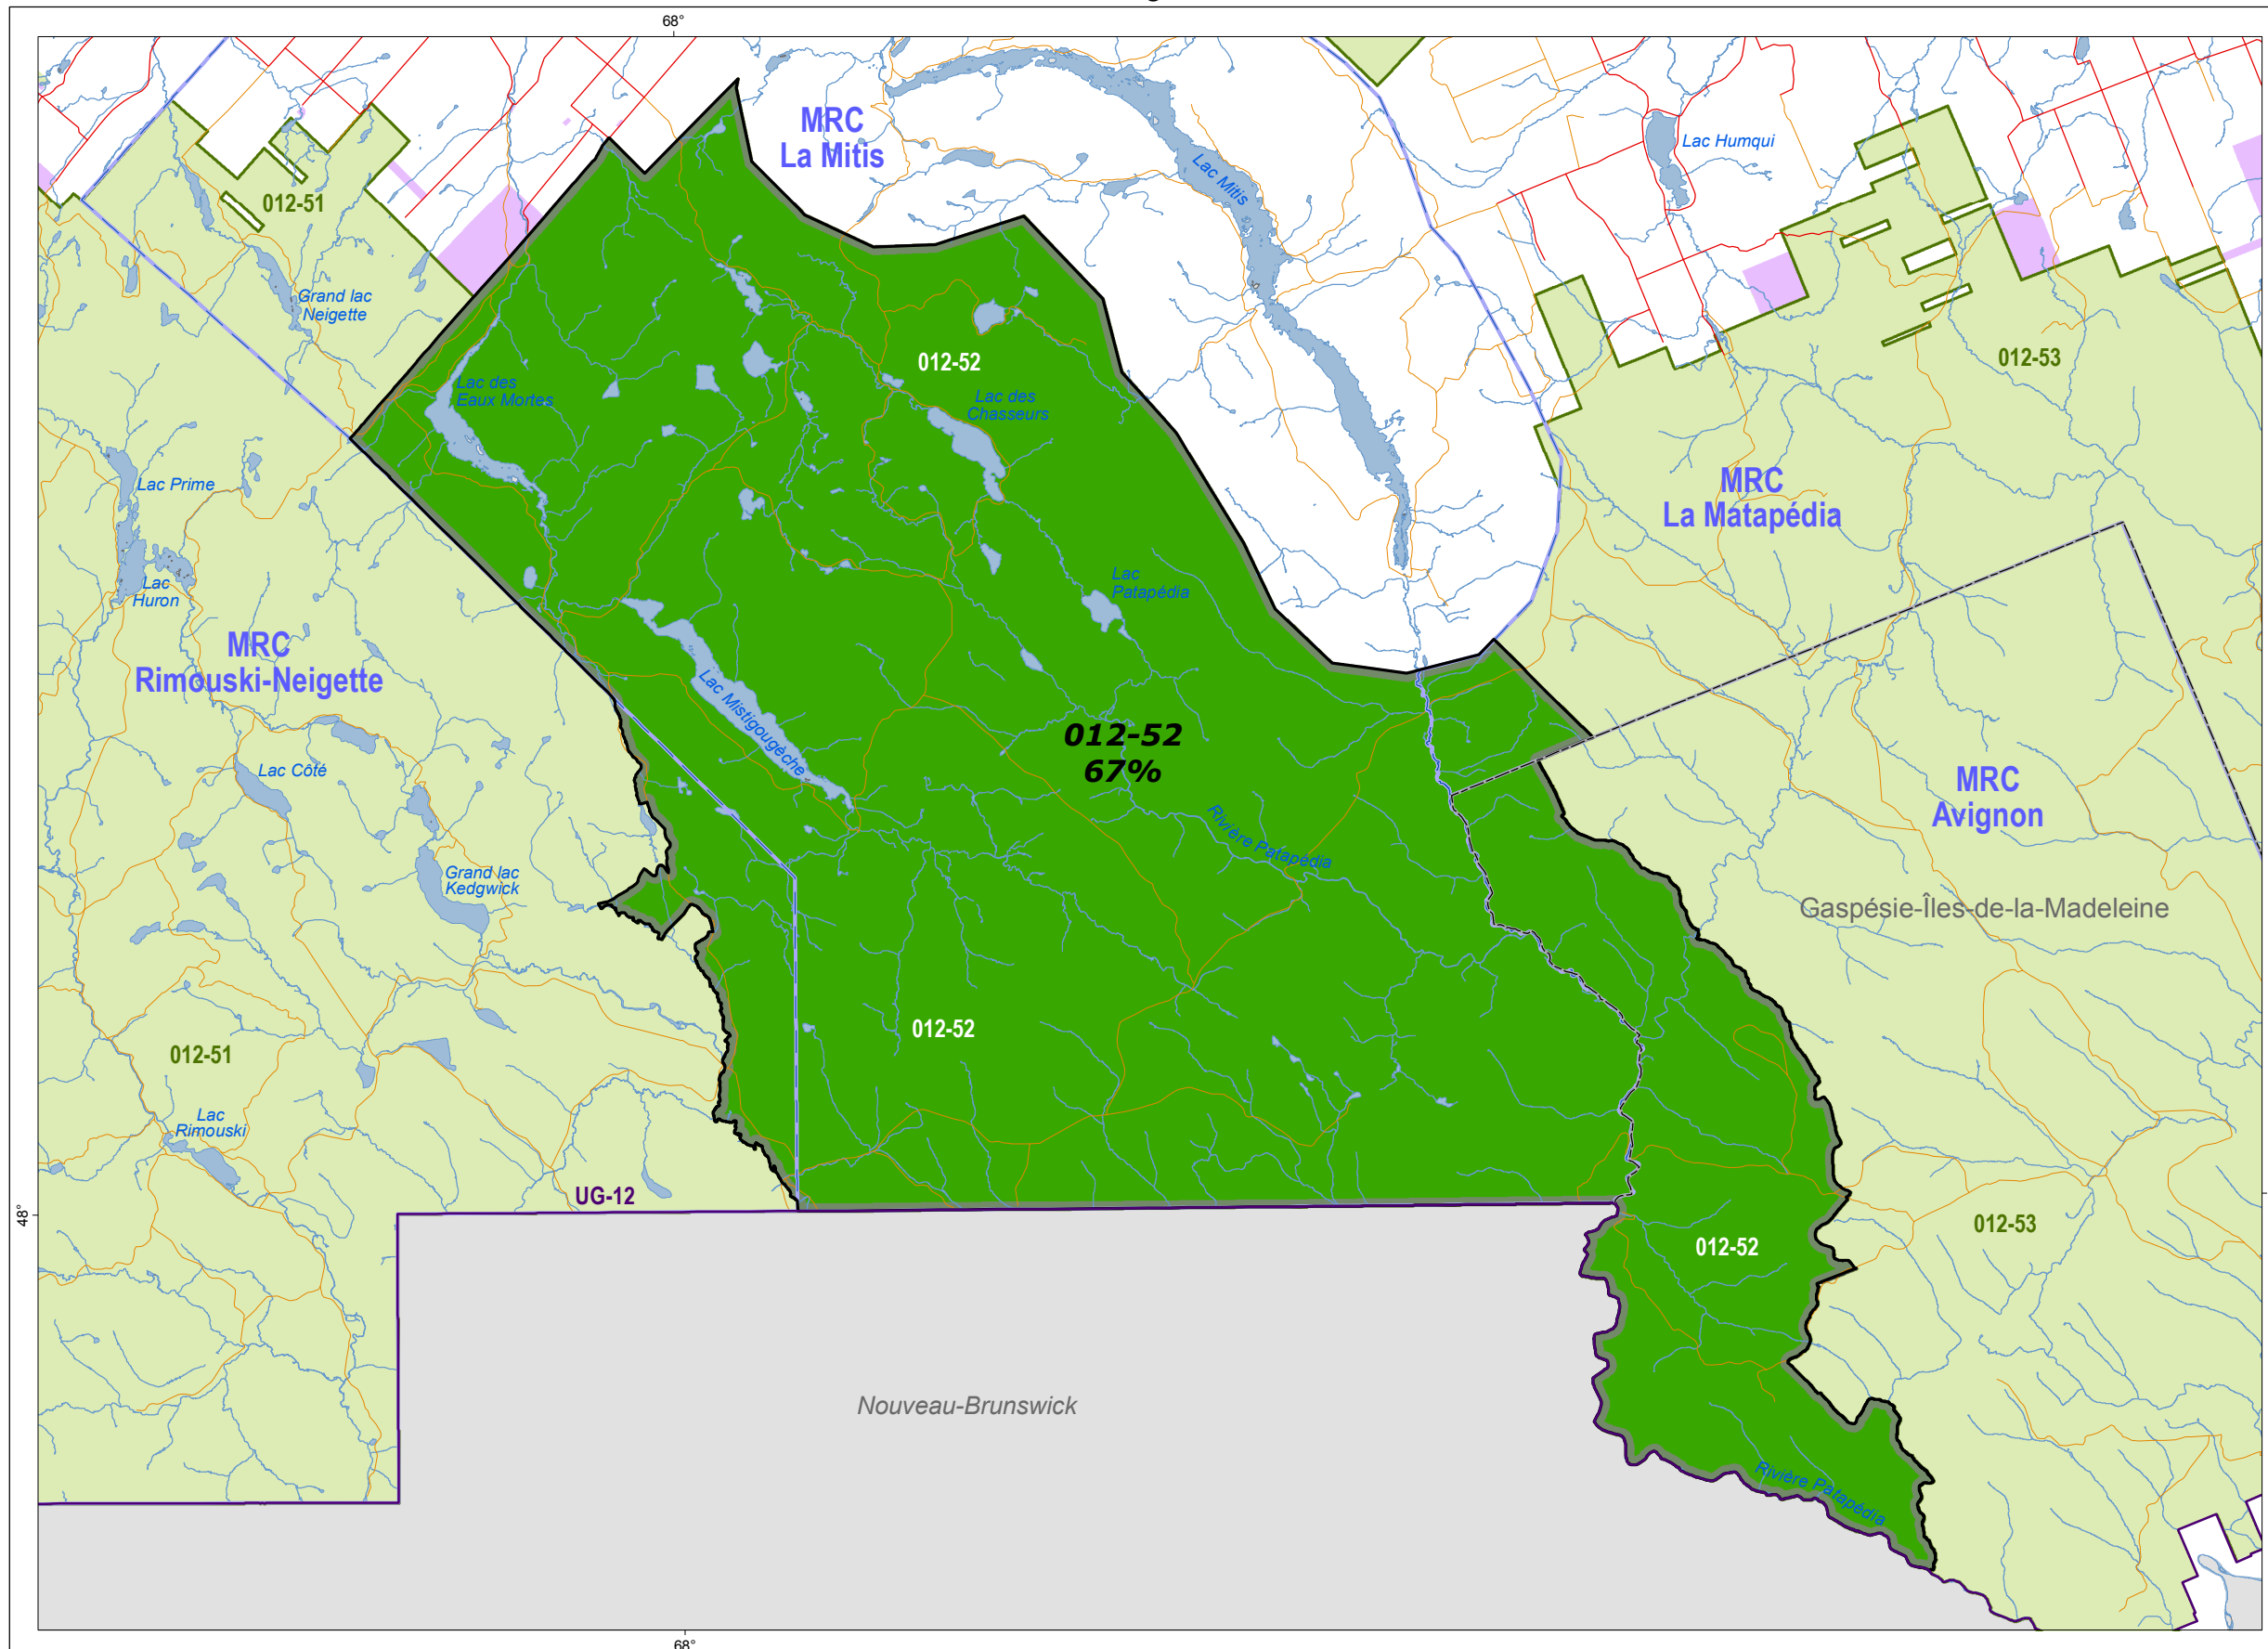 68°
MRC
La Mitis
Lac Humqui
Lac Mitis
012-51
Grand lac
Neigette
012-52
012-53
Lac des
Eaux Mortes
Lac des
Chasseurs
Lac Prime
MRC
La Matapédia
Lac
Huron
Lac
Patapédia
MRC
Rimouski-Neigette
Lac Mistigougèche
012-52
67%
Lac Côté
MRC
Avignon
Rivière Patapédia
Grand lac
Kedgwick
Gaspésie-Îles-de-la-Madeleine
012-52
012-51
Lac
Rimouski
UG-12
48°
012-53
012-52
Nouveau-Brunswick
Rivière Patapédia
68°